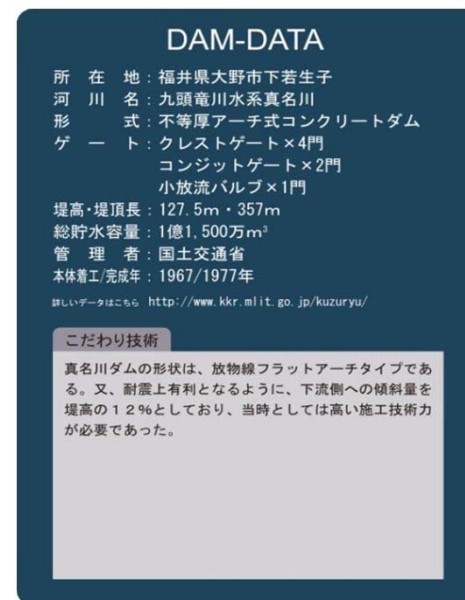 DAM-DATA
所在地：福井県大野市下若生子
河川名：九頭竜川水系真名川
形式：不等厚アーチ式コンクリートダム
ゲート：クレストゲート×4門
コンジットゲート×2門
小放流バルブ×1門
堤高・堤頂長：127.5m・357m
総貯水容量：1億1,500万m³
管理者：国土交通省
本体着工/完成年：1967/1977年
詳しいデータはこちら http://www.kkr.mlit.go.jp/kuzuryu/
こだわり技術
真名川ダムの形状は、放物線フラットアーチタイプであ
る。又、耐震上有利となるように、下流側への傾斜量を
堤高の１２％としており、当時としては高い施工技術力
が必要であった。